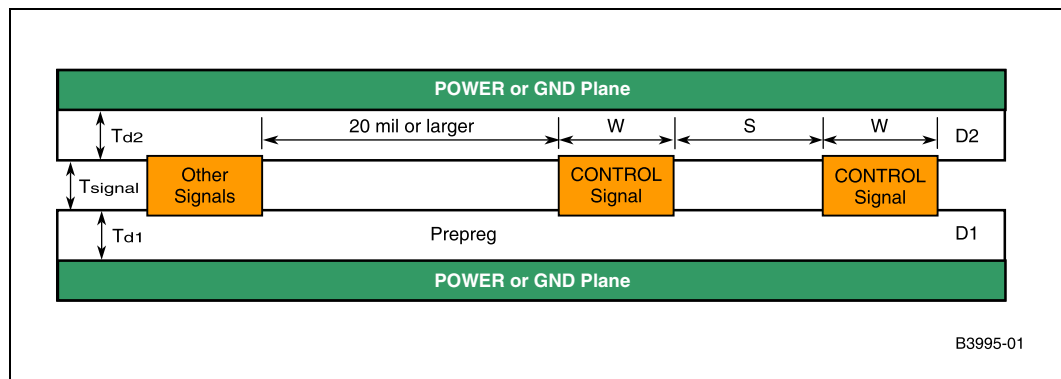 POWER or GND Plane
Td2
20 mil or larger
W
S
W
D2
Tsignal
Other
Signals
CONTROL
Signal
CONTROL
Signal
Td1
Prepreg
D1
POWER or GND Plane
B3995-01